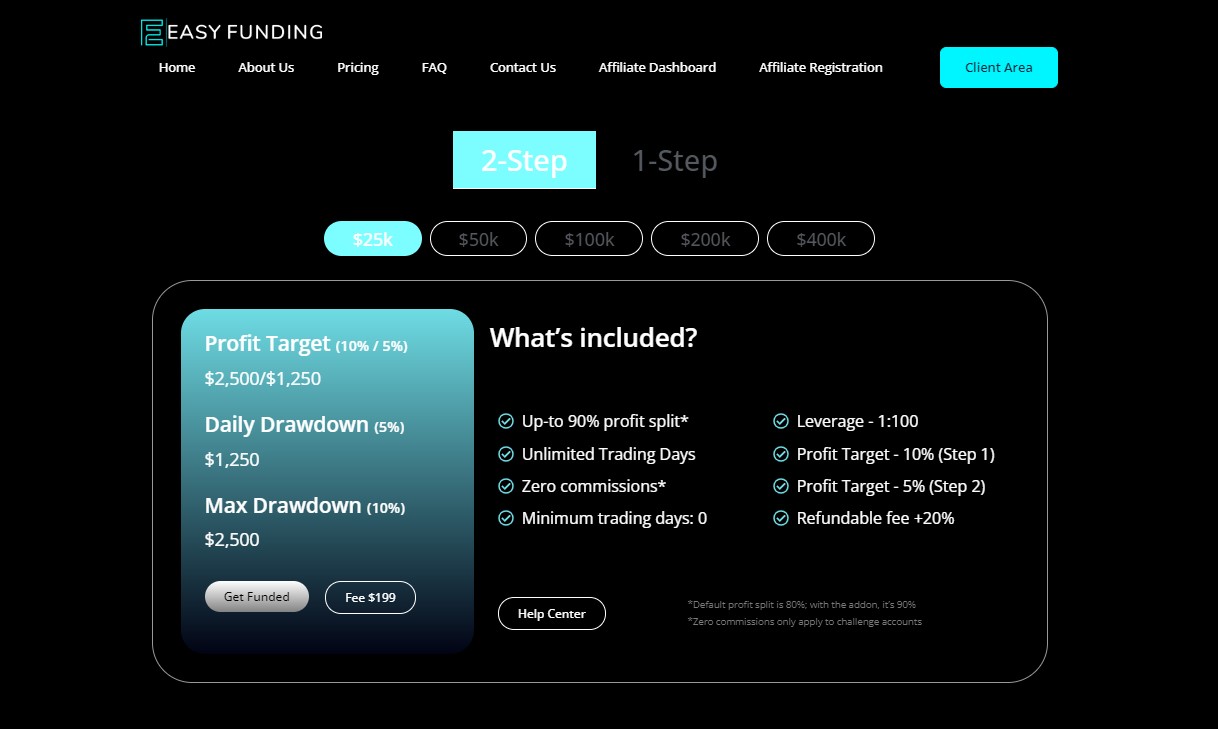 EASY FUNDING
Home About Us Pricing FAQ Contact Us Affiliate Dashboard Affiliate Registration Client Area
2-Step 1-Step
$25k $50k $100k $200k $400k
Profit Target (10% / 5%)
$2,500/$1,250
Daily Drawdown (5%)
$1,250
Max Drawdown (10%)
$2,500
Get Funded Fee $199
What’s included?
Up-to 90% profit split*
Unlimited Trading Days
Zero commissions*
Minimum trading days: 0
Leverage - 1:100
Profit Target - 10% (Step 1)
Profit Target - 5% (Step 2)
Refundable fee +20%
Help Center
*Default profit split is 80%; with the addon, it’s 90%
*Zero commissions only apply to challenge accounts